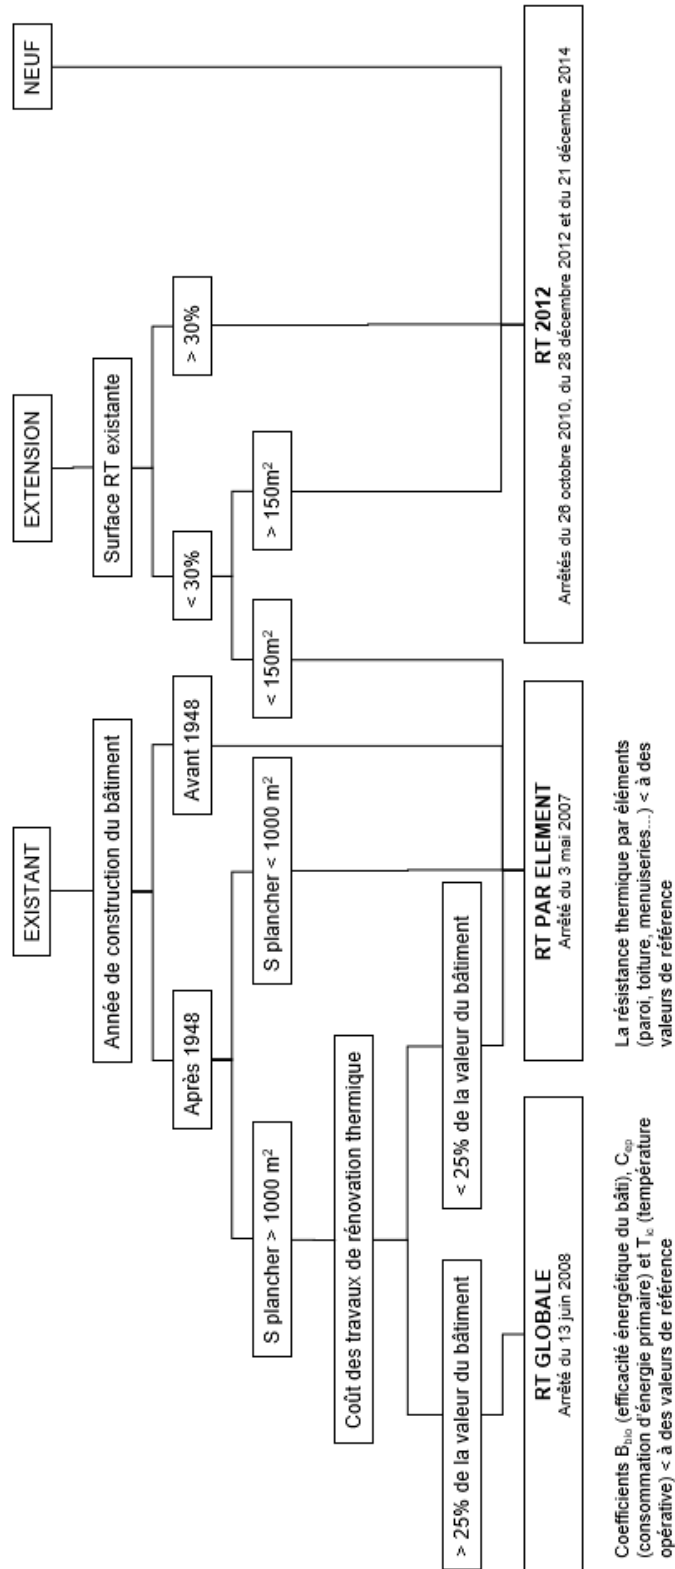 EXISTANT
EXTENSION
NEUF
Année de construction du bâtiment
Surface RT existante
Après 1948
Avant 1948
< 30%
> 30%
S plancher > 1000 m²
S plancher < 1000 m²
< 150m²
> 150m²
Coût des travaux de rénovation thermique
> 25% de la valeur du bâtiment
< 25% de la valeur du bâtiment
RT GLOBALE
Arrêté du 13 juin 2008
RT PAR ELEMENT
Arrêté du 3 mai 2007
RT 2012
Arrêtés du 26 octobre 2010, du 28 décembre 2012 et du 21 décembre 2014
Coefficients Bbio (efficacité énergétique du bâti), Cep
(consommation d'énergie primaire) et Tic (température
opérative) < à des valeurs de référence
La résistance thermique par éléments
(paroi, toiture, menuiseries...) < à des
valeurs de référence